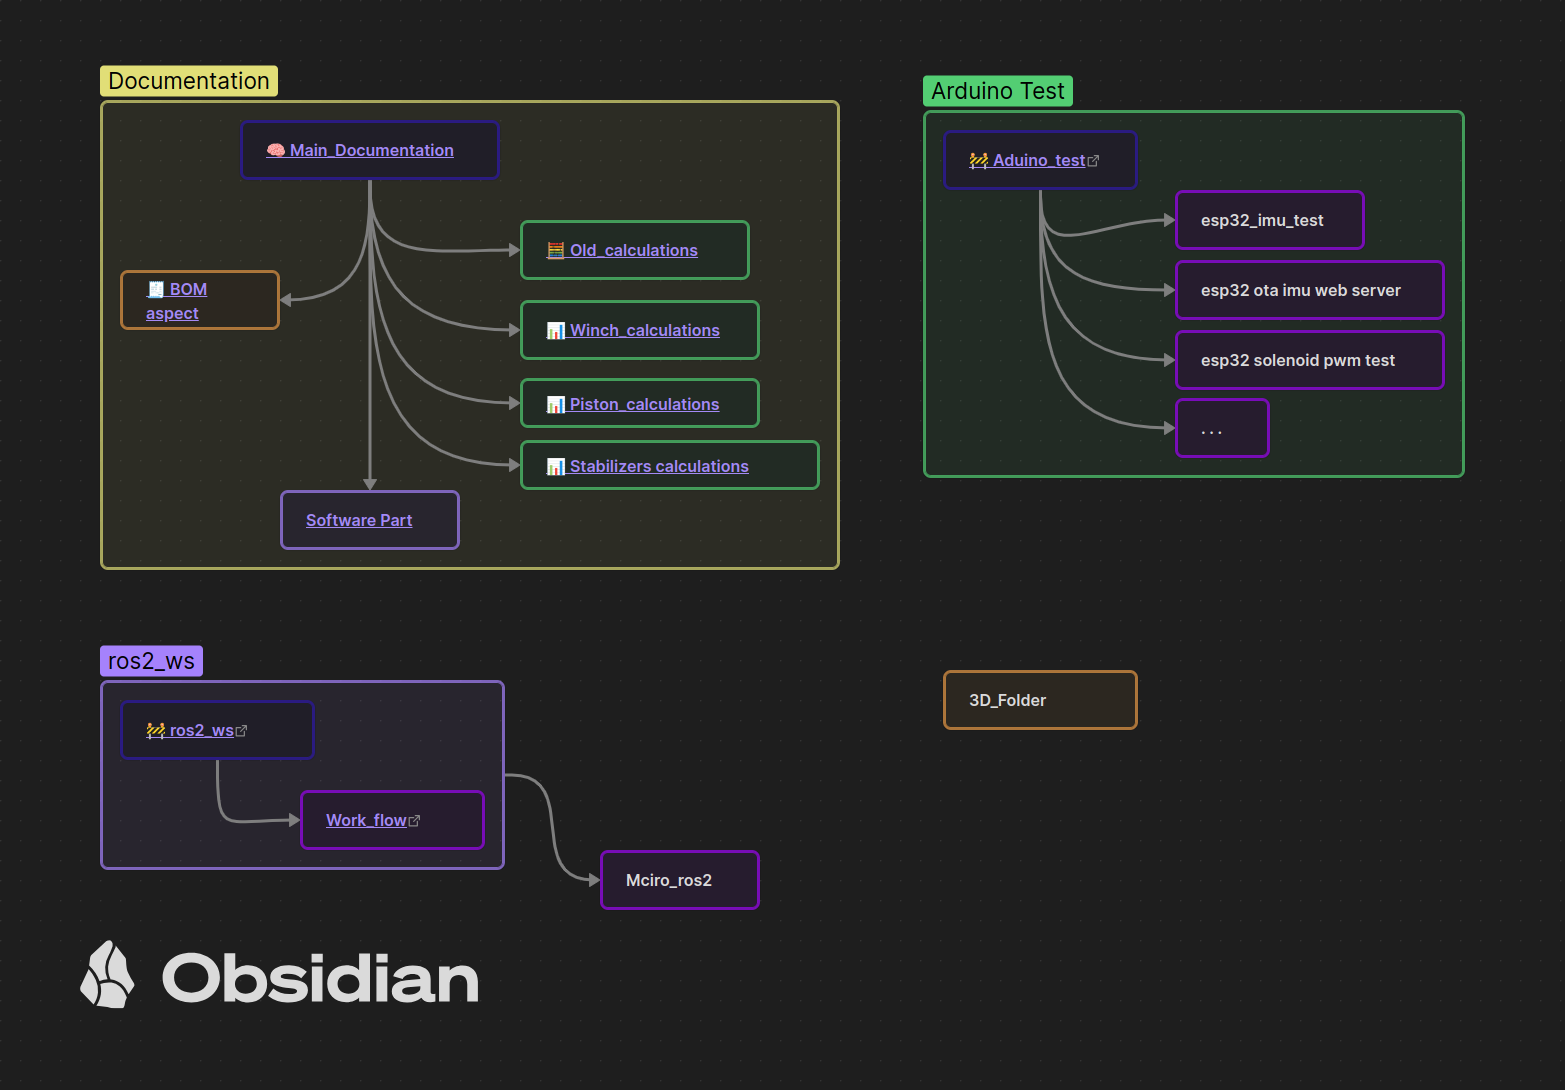 Documentation
🧠 Main_Documentation
🧮 Old_calculations
🧾 BOM
aspect
📊 Winch_calculations
📊 Piston_calculations
📊 Stabilizers calculations
Software Part
Arduino Test
🚧 Aduino_test
esp32_imu_test
esp32 ota imu web server
esp32 solenoid pwm test
...
ros2_ws
🚧 ros2_ws
Work_flow
Mciro_ros2
3D_Folder
Obsidian